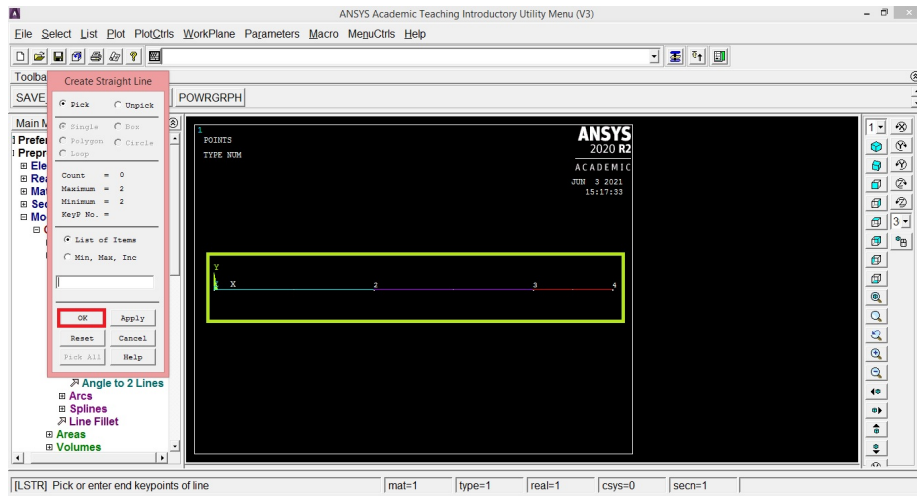 ANSYS Academic Teaching Introductory Utility Menu (V3)
File Select List Plot PlotCtrls WorkPlane Parameters Macro MenuCtrls Help
Toolba
SAVE_
POWRGRPH
Create Straight Line
Pick
Unpick
Single
Box
Polygon
Circle
Loop
Count = 0
Maximum = 2
Minimum = 2
KeyP No. =
List of Items
Min, Max, Inc
OK
Apply
Reset
Cancel
Pick All
Help
Main M
Prefer
Prepr
Ele
Rea
Mat
Sec
Mo
Angle to 2 Lines
Arcs
Splines
Line Fillet
Areas
Volumes
1
POINTS
TYPE NUM
ANSYS
2020 R2
ACADEMIC
JUN 3 2021
15:17:33
Y
X
2
3
4
1
3
[LSTR] Pick or enter end keypoints of line
mat=1
type=1
real=1
csys=0
secn=1